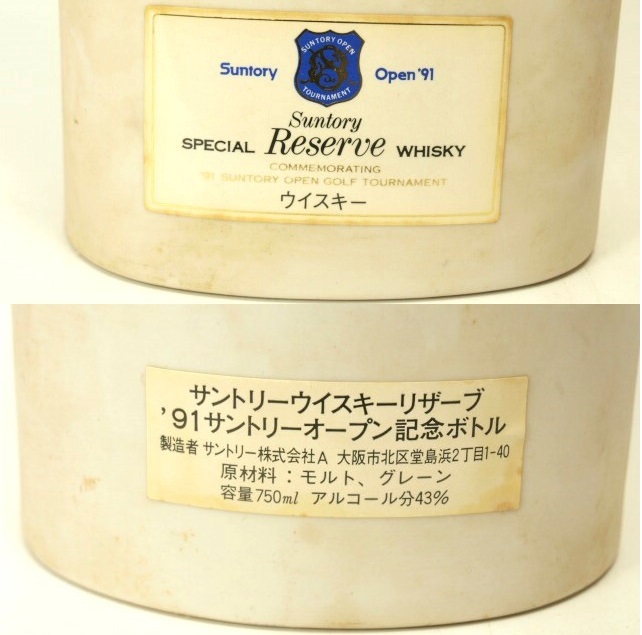 SUNTORY OPEN
TOURNAMENT
Suntory Open '91
Suntory
SPECIAL Reserve WHISKY
COMMEMORATING
'91 SUNTORY OPEN GOLF TOURNAMENT
ウイスキー
サントリーウイスキーリザーブ
'91サントリーオープン記念ボトル
製造者 サントリー株式会社A 大阪市北区堂島浜2丁目1-40
原材料：モルト、グレーン
容量750ml アルコール分43%